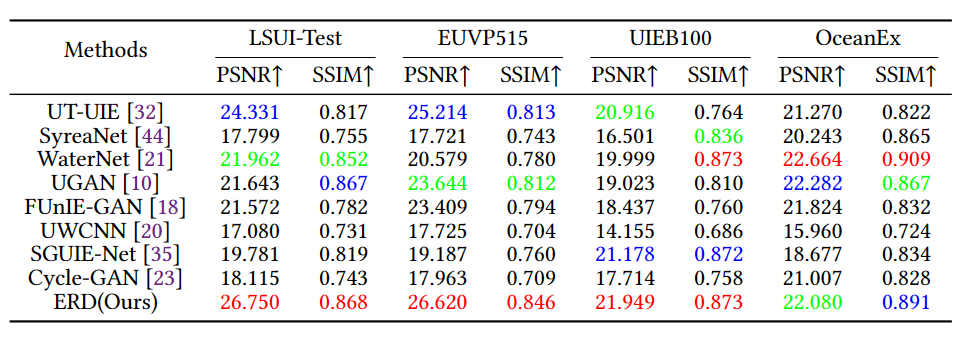 Methods LSUI-Test EUVP515 UIEB100 OceanEx
PSNR↑ SSIM↑ PSNR↑ SSIM↑ PSNR↑ SSIM↑ PSNR↑ SSIM↑
UT-UIE [32] 24.331 0.817 25.214 0.813 20.916 0.764 21.270 0.822
SyreaNet [44] 17.799 0.755 17.721 0.743 16.501 0.836 20.243 0.865
WaterNet [21] 21.962 0.852 20.579 0.780 19.999 0.873 22.664 0.909
UGAN [10] 21.643 0.867 23.644 0.812 19.023 0.810 22.282 0.867
FUnIE-GAN [18] 21.572 0.782 23.409 0.794 18.437 0.760 21.824 0.832
UWCNN [20] 17.080 0.731 17.725 0.704 14.155 0.686 15.960 0.724
SGUIE-Net [35] 19.781 0.819 19.187 0.760 21.178 0.872 18.677 0.834
Cycle-GAN [23] 18.115 0.743 17.963 0.709 17.714 0.758 21.007 0.828
ERD(Ours) 26.750 0.868 26.620 0.846 21.949 0.873 22.080 0.891